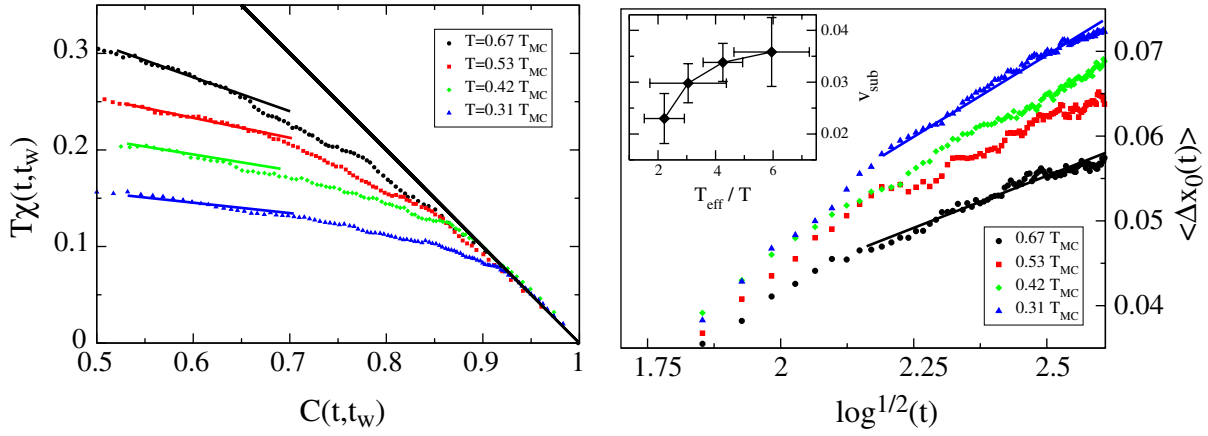 0.3
0.2
0.1
0
Tχ(t,t_w)
T=0.67 T_MC
T=0.53 T_MC
T=0.42 T_MC
T=0.31 T_MC
0.5 0.6 0.7 0.8 0.9 1
C(t,t_w)
0.04
0.03
0.02
v_sub
2 4 6
T_eff / T
0.07
0.06
0.05
0.04
<Δx_0(t)>
0.67 T_MC
0.53 T_MC
0.42 T_MC
0.31 T_MC
1.75 2 2.25 2.5
log^1/2(t)